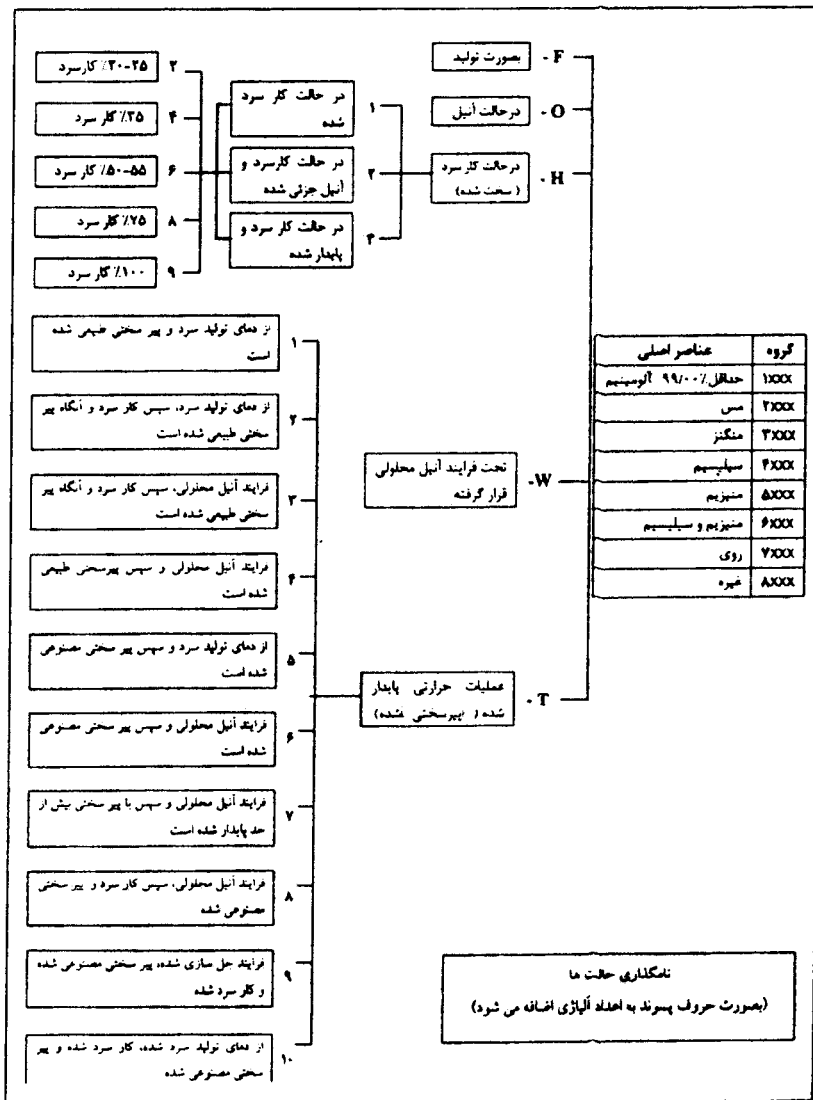 - F
بصورت تولید
- O
درحالت آنیل
- H
درحالت کار سرد
(سخت شده)
۱
در حالت کار سرد
شده
۲
در حالت کارسرد و
آنیل جزئی شده
۳
در حالت کار سرد و
پایدار شده
۲
۲۰-۲۵٪ کارسرد
۴
۳۵٪ کار سرد
۶
۵۰-۵۵٪ کار سرد
۸
۷۵٪ کار سرد
۹
۱۰۰٪ کار سرد
گروه عناصر اصلی
۱xxx حداقل ۹۹/۰۰٪ آلومینیم
۲xxx مس
۳xxx منگنز
۴xxx سیلیسیم
۵xxx منیزیم
۶xxx منیزیم و سیلیسیم
۷xxx روی
۸xxx غیره
- W
تحت فرایند آنیل محلولی
قرار گرفته
- T
عملیات حرارتی پایدار
شده ( پیرسختی شده)
۱
از دمای تولید سرد و پیر سختی طبیعی شده
است
۲
از دمای تولید سرد، سپس کار سرد و آنگاه پیر
سختی طبیعی شده است
۳
فرایند آنیل محلولی، سپس کار سرد و آنگاه پیر
سختی طبیعی شده است
۴
فرایند آنیل محلولی و سپس پیرسختی طبیعی
شده است
۵
از دمای تولید سرد و سپس پیر سختی مصنوعی
شده است
۶
فرایند آنیل محلولی و سپس پیر سختی مصنوعی
شده است
۷
فرایند آنیل محلولی و سپس با پیر سختی بیش از
حد پایدار شده است
۸
فرایند آنیل محلولی، سپس کار سرد و پیر سختی
مصنوعی شده
۹
فرایند حل سازی شده، پیر سختی مصنوعی شده
و کار سرد شده
۱۰
از دمای تولید سرد شده، کار سرد شده و پیر
سختی مصنوعی شده
نامگذاری حالت ها
(بصورت حروف پسوند به اعداد آلیاژی اضافه می شود)